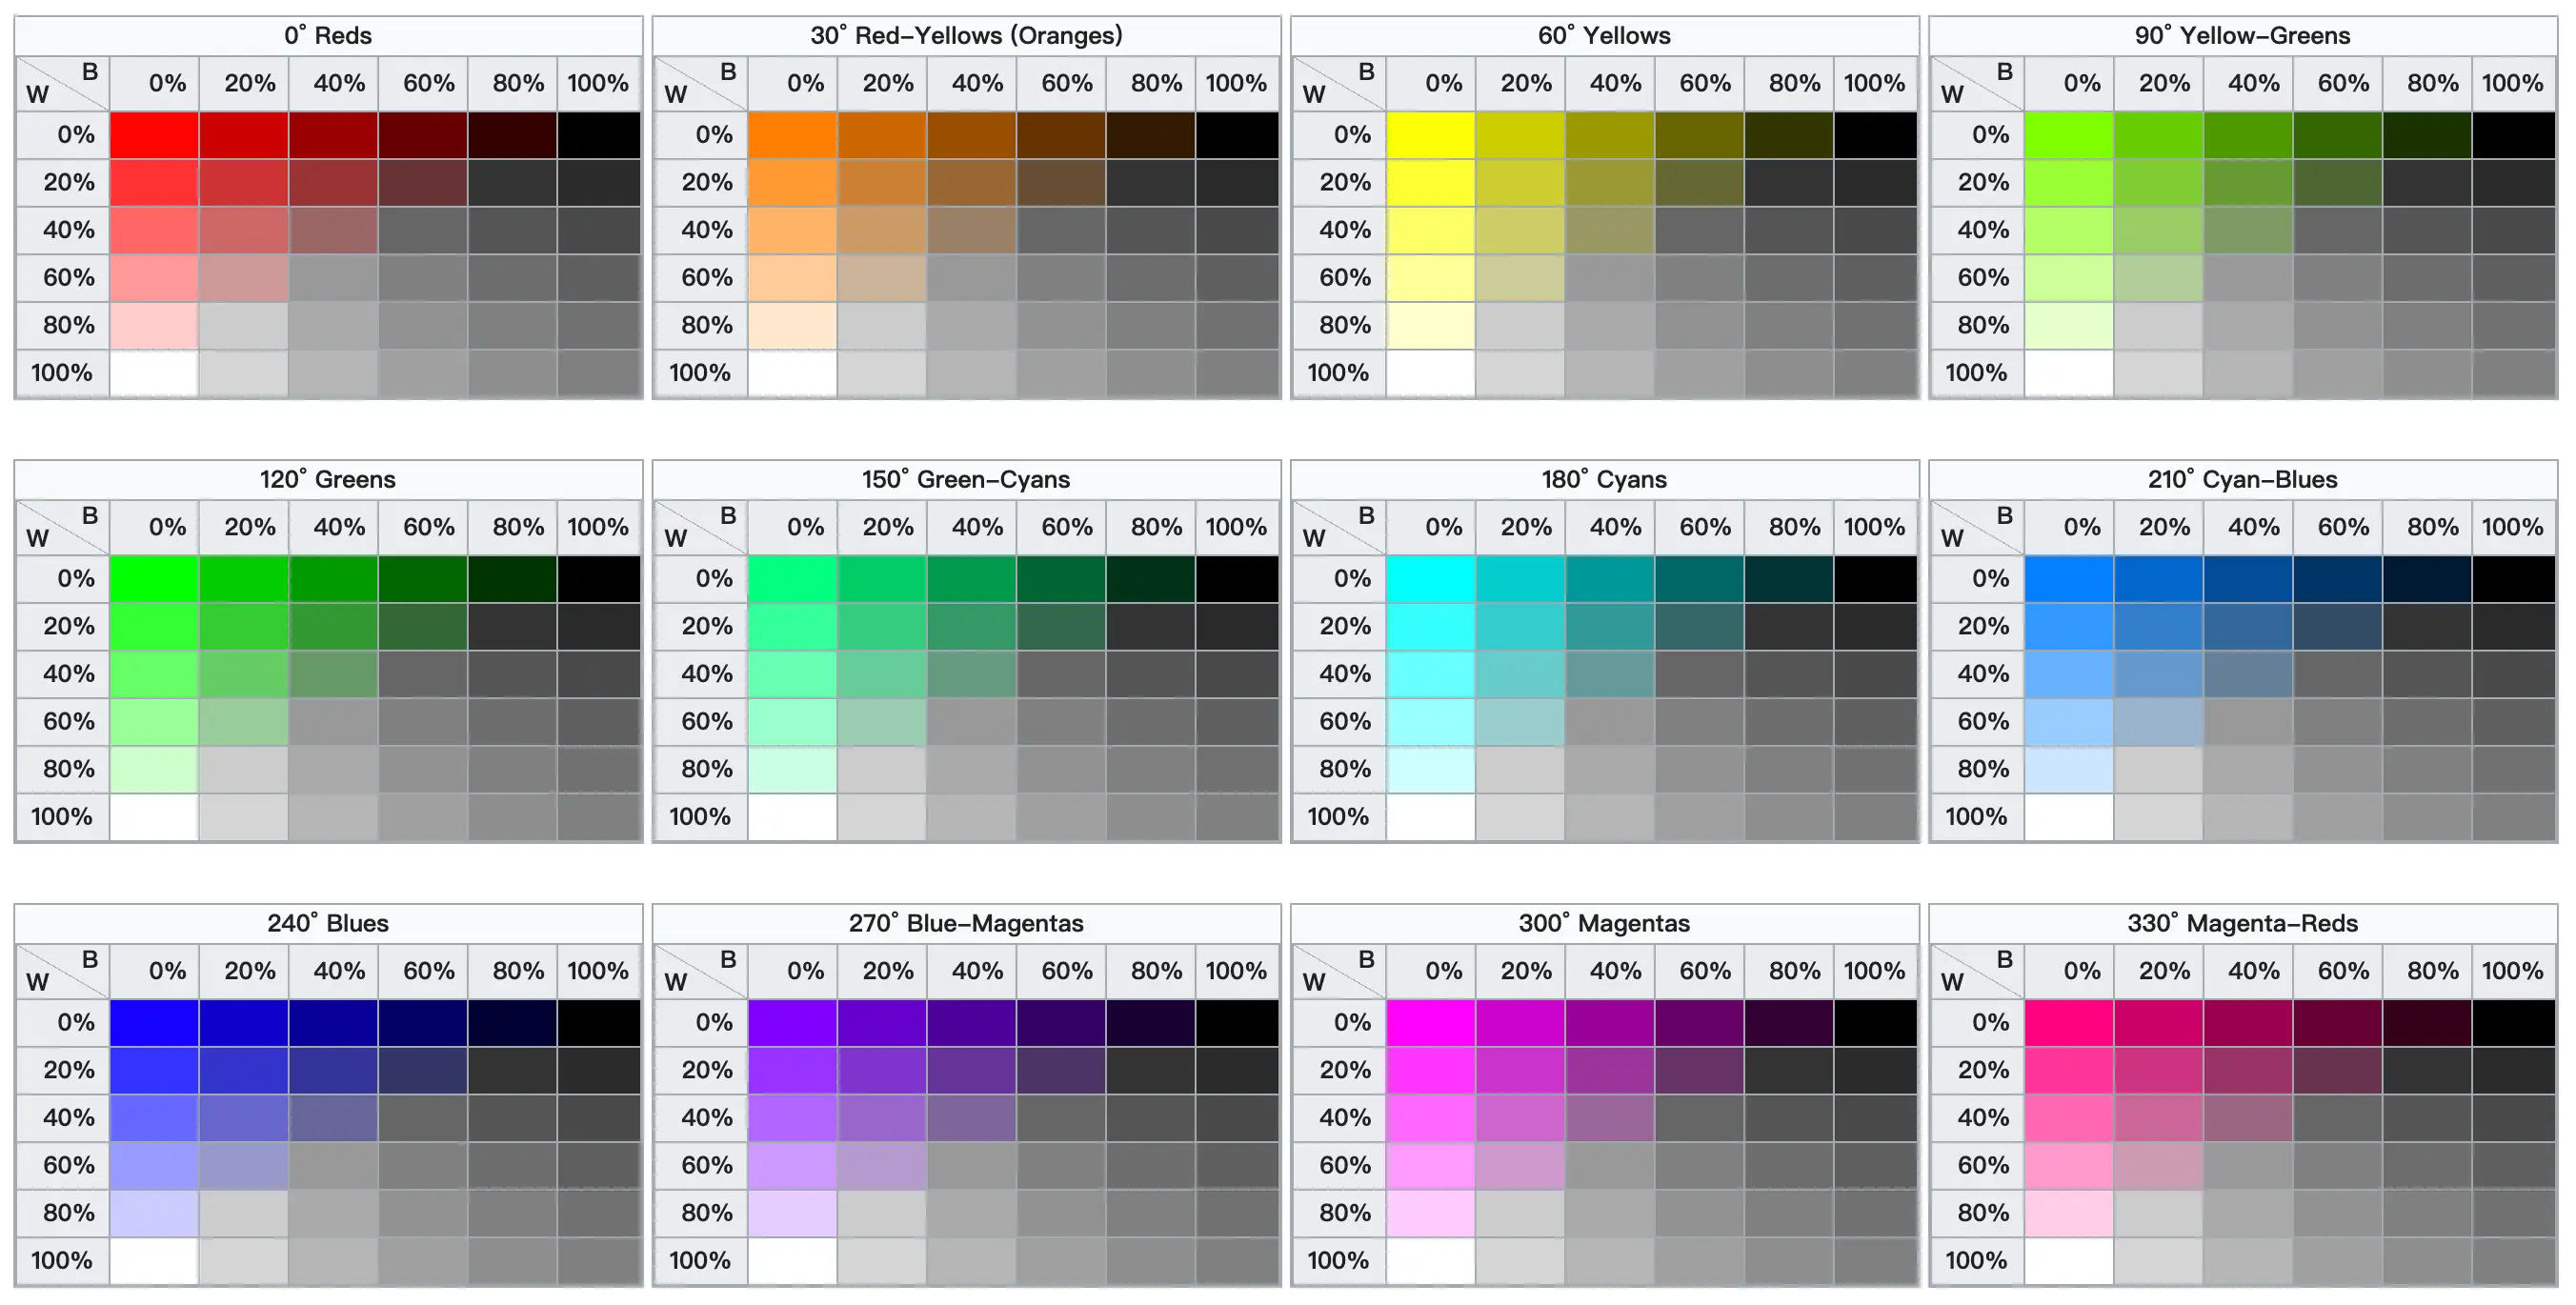 0° Reds
30° Red–Yellows (Oranges)
60° Yellows
90° Yellow–Greens
B W 0% 20% 40% 60% 80% 100%
B W 0% 20% 40% 60% 80% 100%
B W 0% 20% 40% 60% 80% 100%
B W 0% 20% 40% 60% 80% 100%
0% 0% 0% 0%
20% 20% 20% 20%
40% 40% 40% 40%
60% 60% 60% 60%
80% 80% 80% 80%
100% 100% 100% 100%
120° Greens
150° Green–Cyans
180° Cyans
210° Cyan–Blues
B W 0% 20% 40% 60% 80% 100%
B W 0% 20% 40% 60% 80% 100%
B W 0% 20% 40% 60% 80% 100%
B W 0% 20% 40% 60% 80% 100%
0% 0% 0% 0%
20% 20% 20% 20%
40% 40% 40% 40%
60% 60% 60% 60%
80% 80% 80% 80%
100% 100% 100% 100%
240° Blues
270° Blue–Magentas
300° Magentas
330° Magenta–Reds
B W 0% 20% 40% 60% 80% 100%
B W 0% 20% 40% 60% 80% 100%
B W 0% 20% 40% 60% 80% 100%
B W 0% 20% 40% 60% 80% 100%
0% 0% 0% 0%
20% 20% 20% 20%
40% 40% 40% 40%
60% 60% 60% 60%
80% 80% 80% 80%
100% 100% 100% 100%